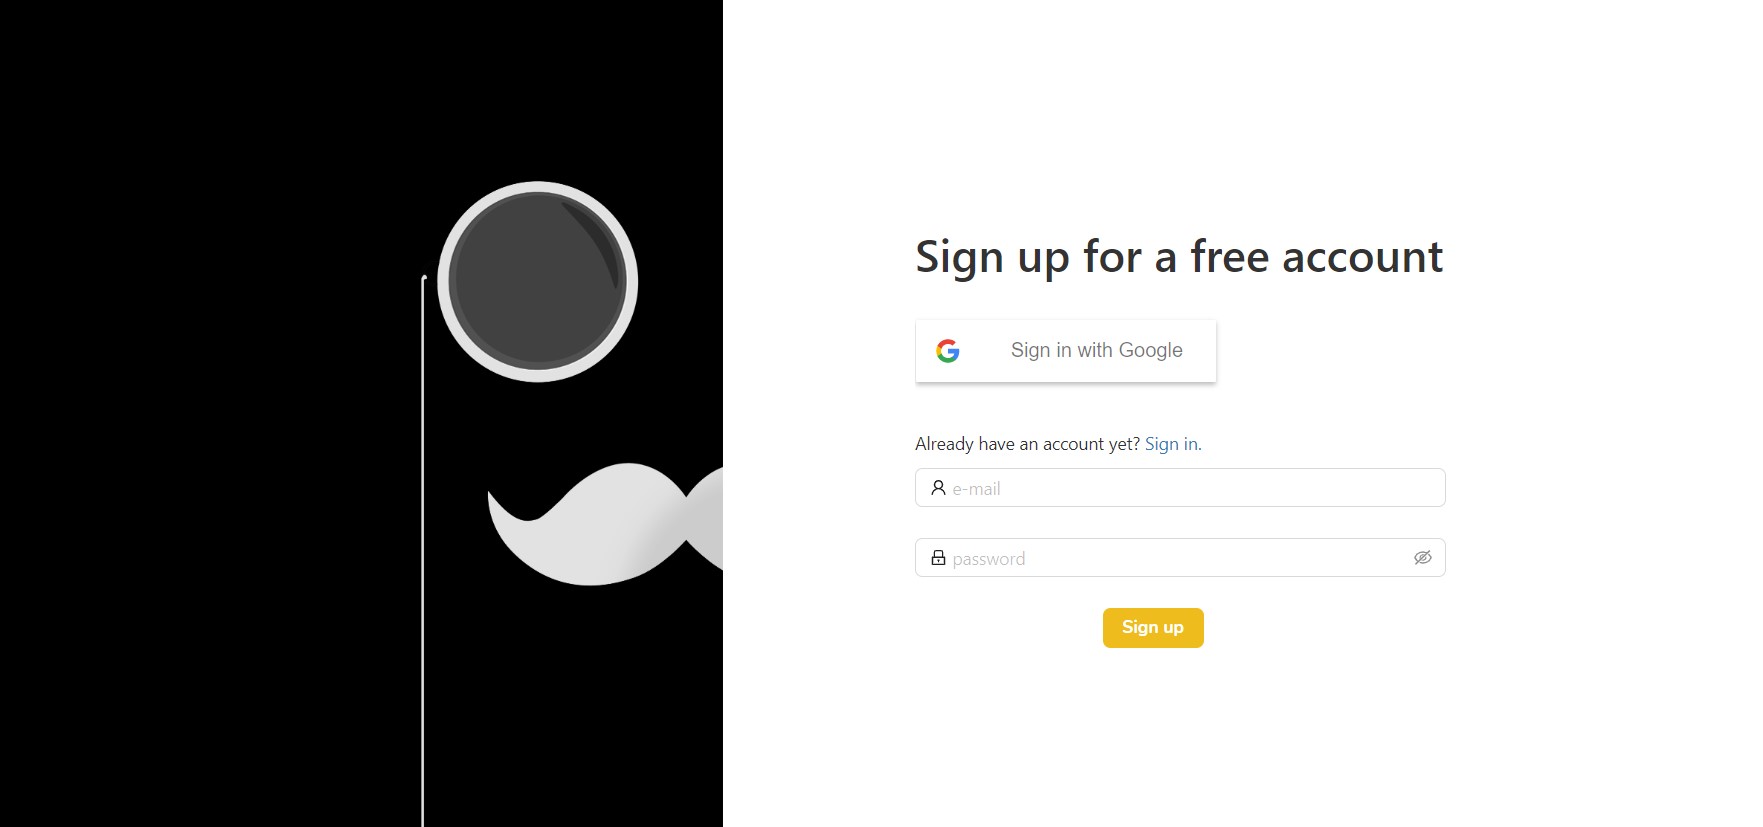 Sign up for a free account
Sign in with Google
Already have an account yet? Sign in.
e-mail
password
Sign up